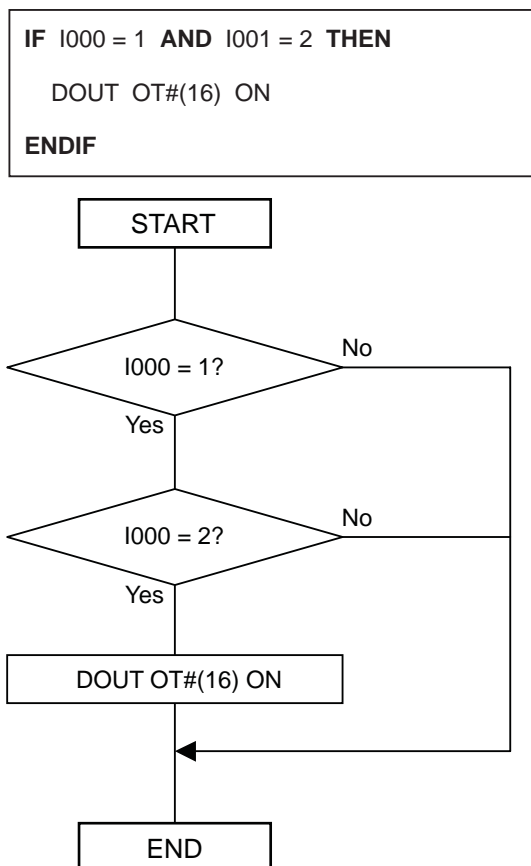 IF I000 = 1 AND I001 = 2 THEN
DOUT OT#(16) ON
ENDIF
START
I000 = 1?
No
Yes
I000 = 2?
No
Yes
DOUT OT#(16) ON
END